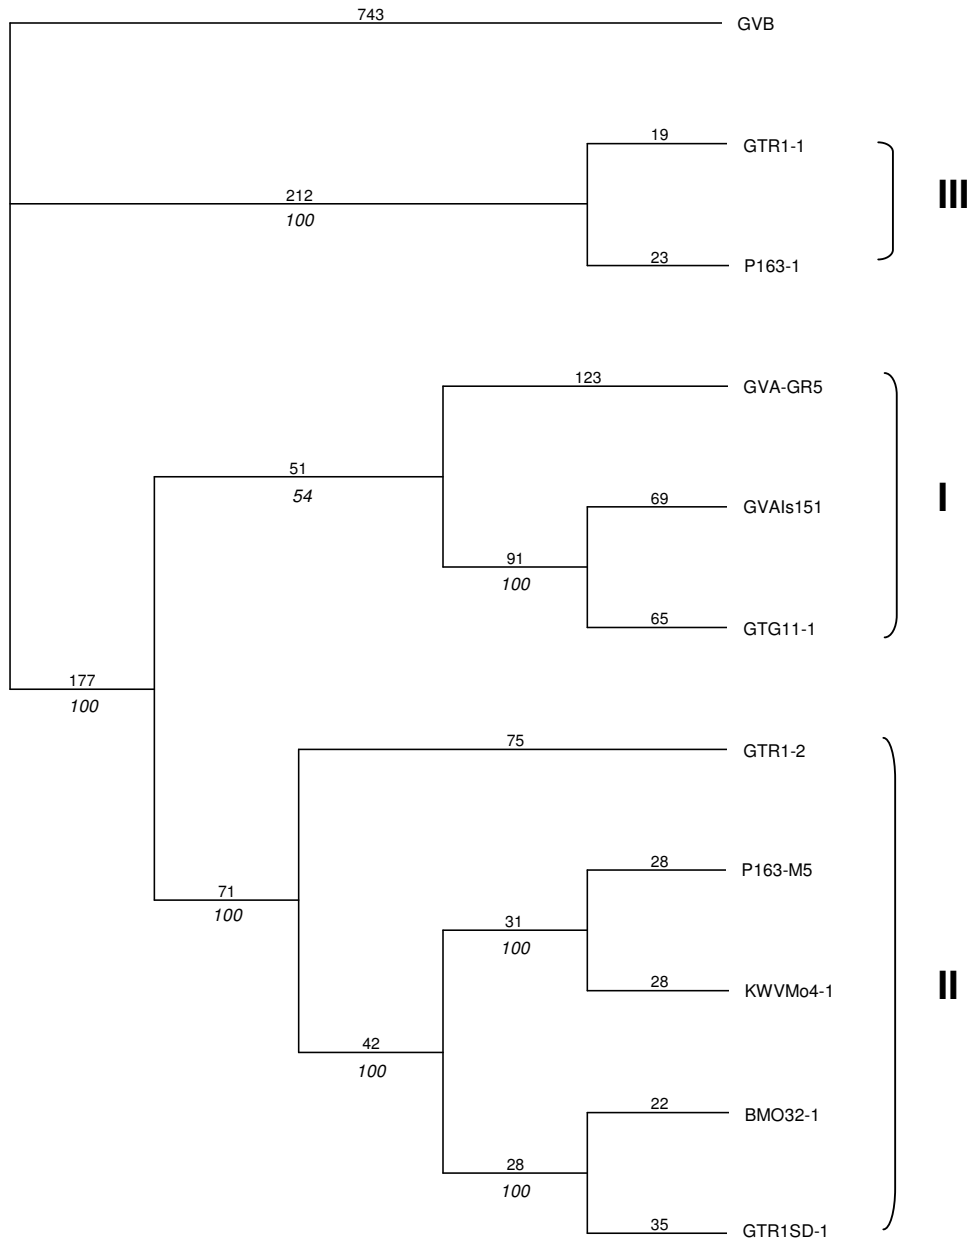 743
GVB
19
GTR1-1
212
100
III
23
P163-1
123
GVA-GR5
51
54
69
GVAIs151
I
91
100
65
GTG11-1
177
100
75
GTR1-2
28
P163-M5
71
100
31
100
28
KWVMo4-1
II
42
100
22
BMO32-1
28
100
35
GTR1SD-1